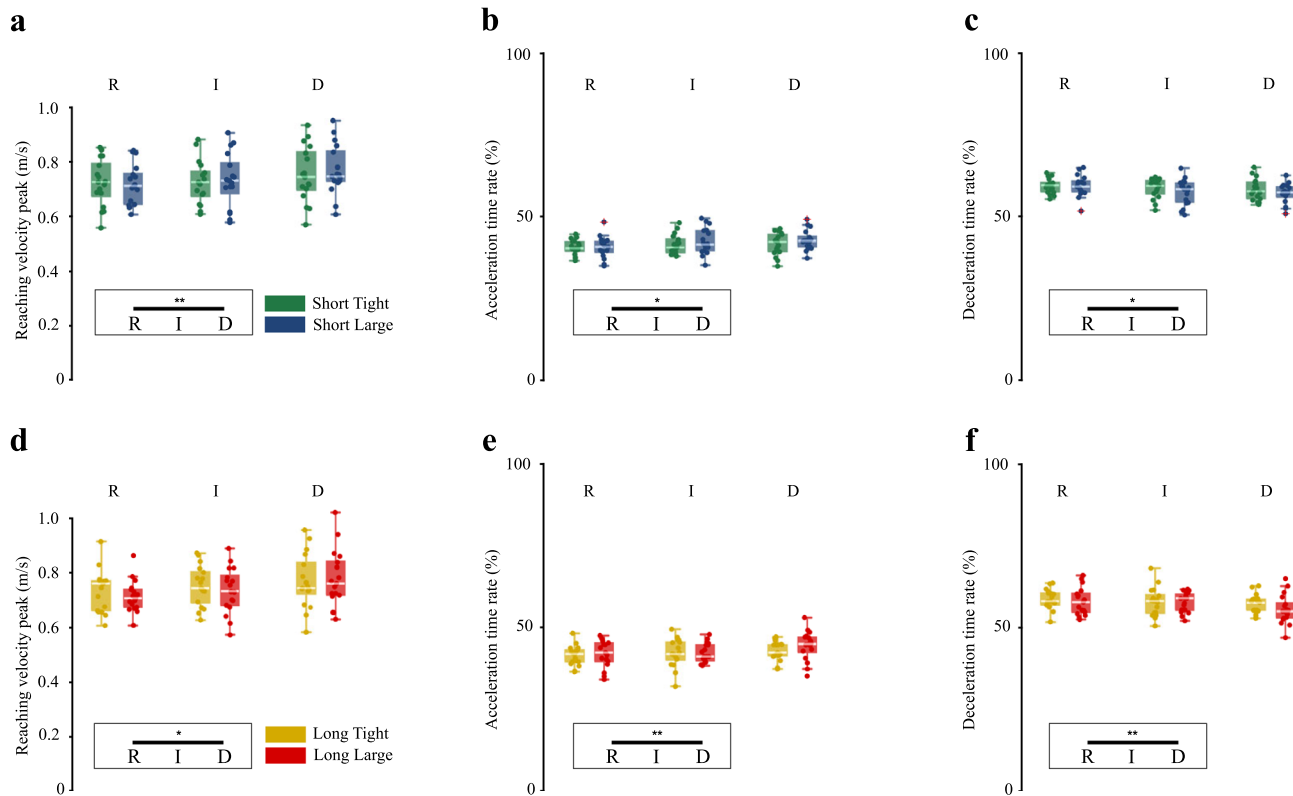 a
b
c
R I D
R I D
R I D
Reaching velocity peak (m/s)
1.0
0.8
0.6
0.4
0.2
0
**
R I D
Short Tight
Short Large
Acceleration time rate (%)
100
50
0
*
R I D
Deceleration time rate (%)
100
50
0
*
R I D
d
e
f
R I D
R I D
R I D
Reaching velocity peak (m/s)
1.0
0.8
0.6
0.4
0.2
0
*
R I D
Long Tight
Long Large
Acceleration time rate (%)
100
50
0
**
R I D
Deceleration time rate (%)
100
50
0
**
R I D